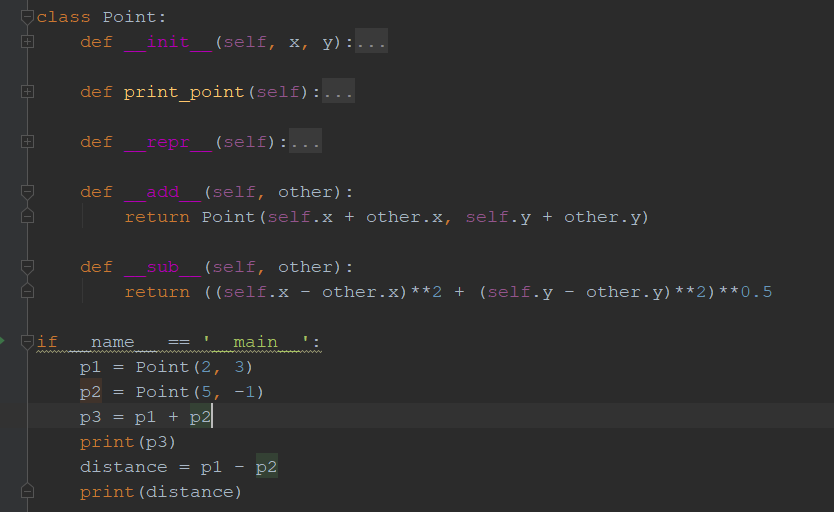 class Point:
    def __init__(self, x, y):...
    def print_point(self):...
    def __repr__(self):...
    def __add__(self, other):
        return Point(self.x + other.x, self.y + other.y)
    def __sub__(self, other):
        return ((self.x - other.x)**2 + (self.y - other.y)**2)**0.5
if __name__ == '__main__':
    p1 = Point(2, 3)
    p2 = Point(5, -1)
    p3 = p1 + p2
    print(p3)
    distance = p1 - p2
    print(distance)